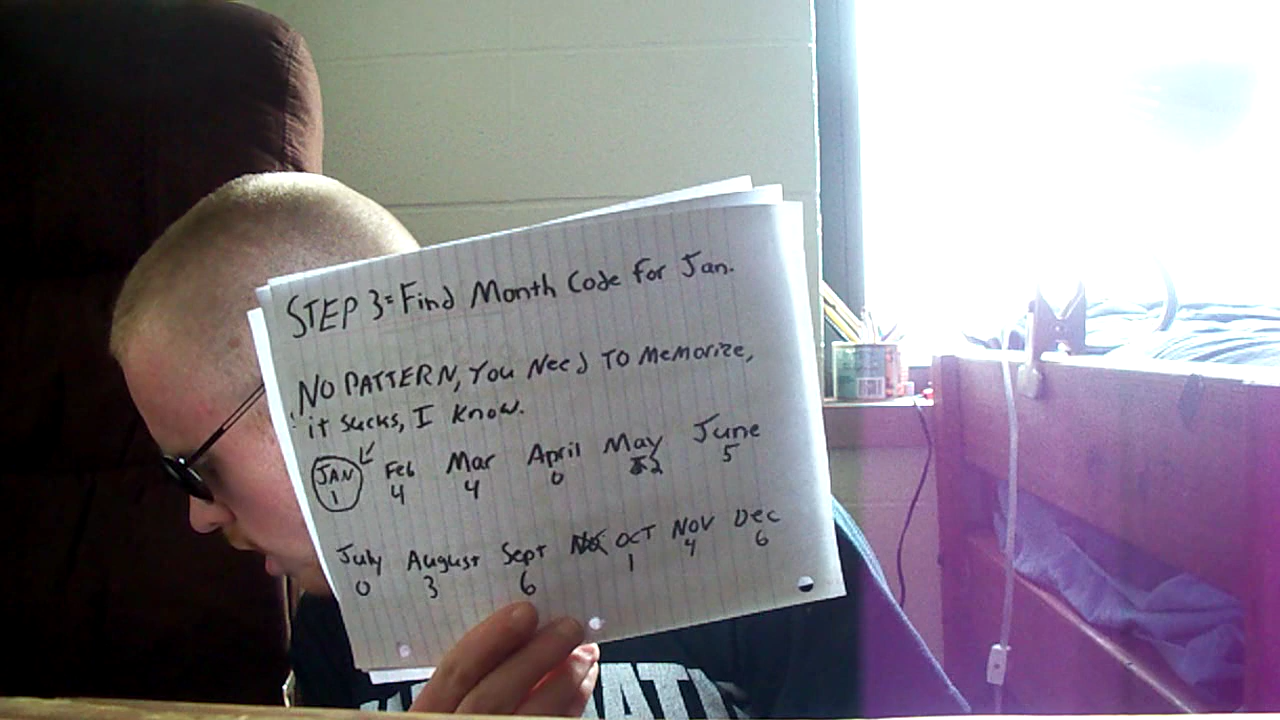 STEP 3= Find Month Code for Jan.
NO PATTERN, You Need TO Memorize,
it sucks, I know.
JAN Feb Mar April May June
1 4 4 0 2 5
July August Sept OCT NOV Dec
0 3 6 1 4 6